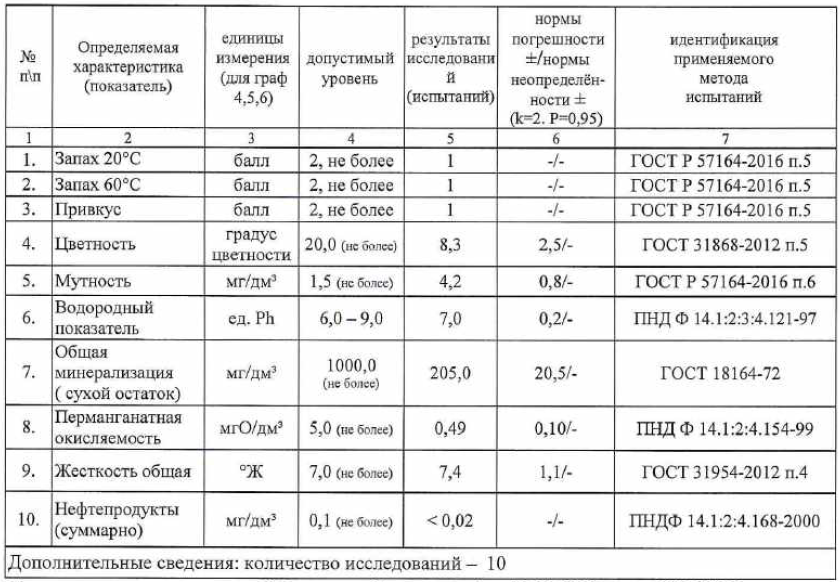 № п\п | Определяемая характеристика (показатель) | единицы измерения (для граф 4,5,6) | допустимый уровень | результаты исследовани й (испытаний) | нормы погрешности ±/нормы неопределён- ности ± (k=2. P=0,95) | идентификация применяемого метода испытаний
1 | 2 | 3 | 4 | 5 | 6 | 7
1. | Запах 20°С | балл | 2, не более | 1 | -/- | ГОСТ Р 57164-2016 п.5
2. | Запах 60°С | балл | 2, не более | 1 | -/- | ГОСТ Р 57164-2016 п.5
3. | Привкус | балл | 2, не более | 1 | -/- | ГОСТ Р 57164-2016 п.5
4. | Цветность | градус цветности | 20,0 (не более) | 8,3 | 2,5/- | ГОСТ 31868-2012 п.5
5. | Мутность | мг/дм³ | 1,5 (не более) | 4,2 | 0,8/- | ГОСТ Р 57164-2016 п.6
6. | Водородный показатель | ед. Ph | 6,0 – 9,0 | 7,0 | 0,2/- | ПНД Ф 14.1:2:3:4.121-97
7. | Общая минерализация ( сухой остаток) | мг/дм³ | 1000,0 (не более) | 205,0 | 20,5/- | ГОСТ 18164-72
8. | Перманганатная окисляемость | мгО/дм³ | 5,0 (не более) | 0,49 | 0,10/- | ПНД Ф 14.1:2:4.154-99
9. | Жесткость общая | °Ж | 7,0 (не более) | 7,4 | 1,1/- | ГОСТ 31954-2012 п.4
10. | Нефтепродукты (суммарно) | мг/дм³ | 0,1 (не более) | < 0,02 | -/- | ПНДФ 14.1:2:4.168-2000
Дополнительные сведения: количество исследований – 10